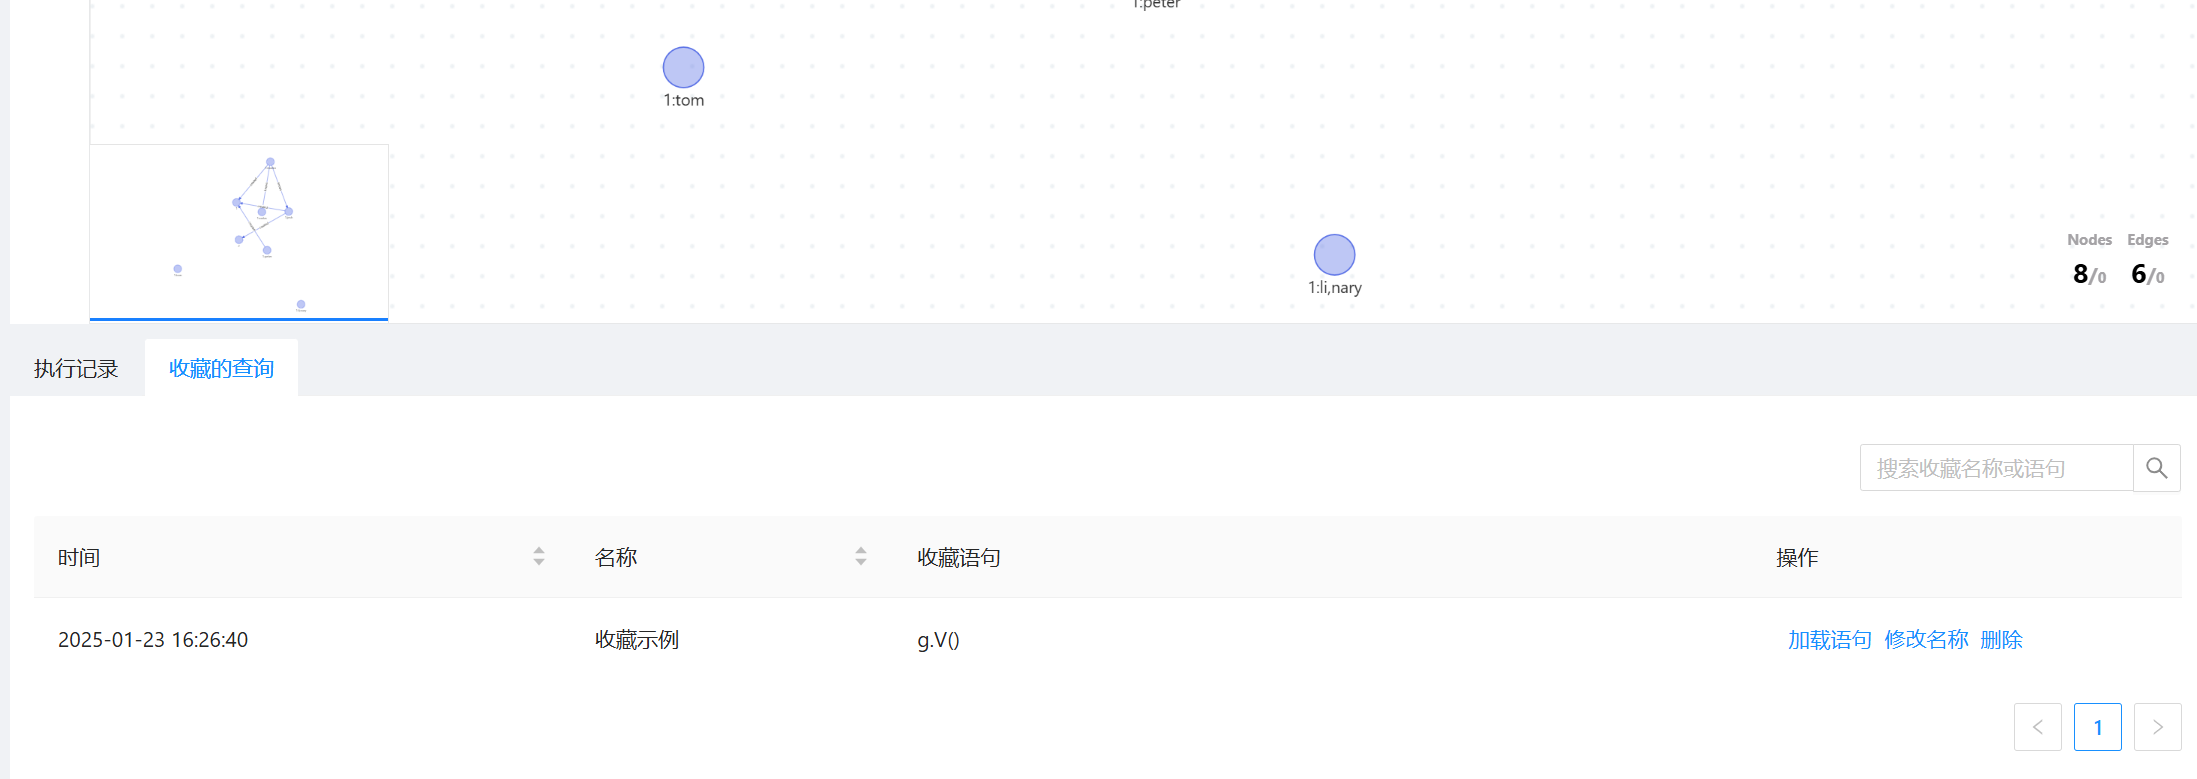 1:peter
1:tom
1:li,nary
Nodes Edges
8/0 6/0
执行记录 收藏的查询
搜索收藏名称或语句
时间 名称 收藏语句 操作
2025-01-23 16:26:40 收藏示例 g.V() 加载语句 修改名称 删除
1